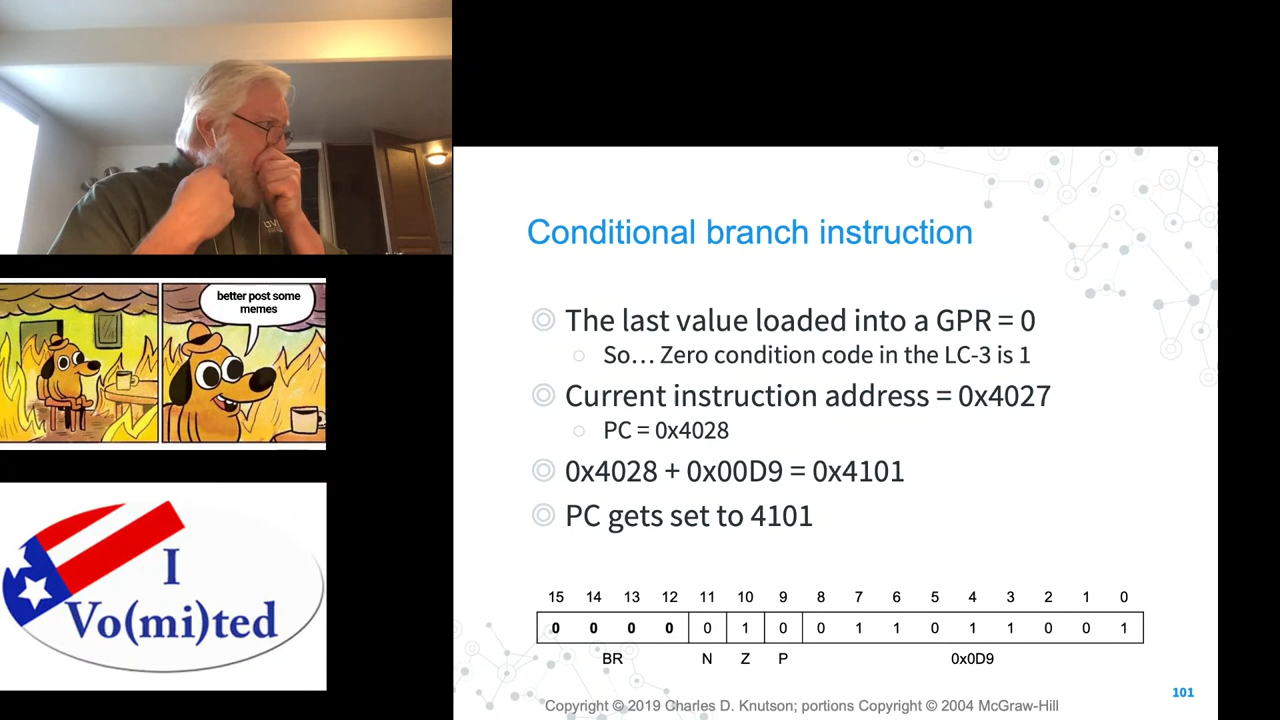 better post some
memes
I
Vo(mi)ted
Conditional branch instruction
The last value loaded into a GPR = 0
So… Zero condition code in the LC-3 is 1
Current instruction address = 0x4027
PC = 0x4028
0x4028 + 0x00D9 = 0x4101
PC gets set to 4101
15 14 13 12 11 10 9 8 7 6 5 4 3 2 1 0
0 0 0 0 0 1 0 0 1 1 0 1 1 0 0 1
BR N Z P 0x0D9
101
Copyright © 2019 Charles D. Knutson; portions Copyright © 2004 McGraw-Hill